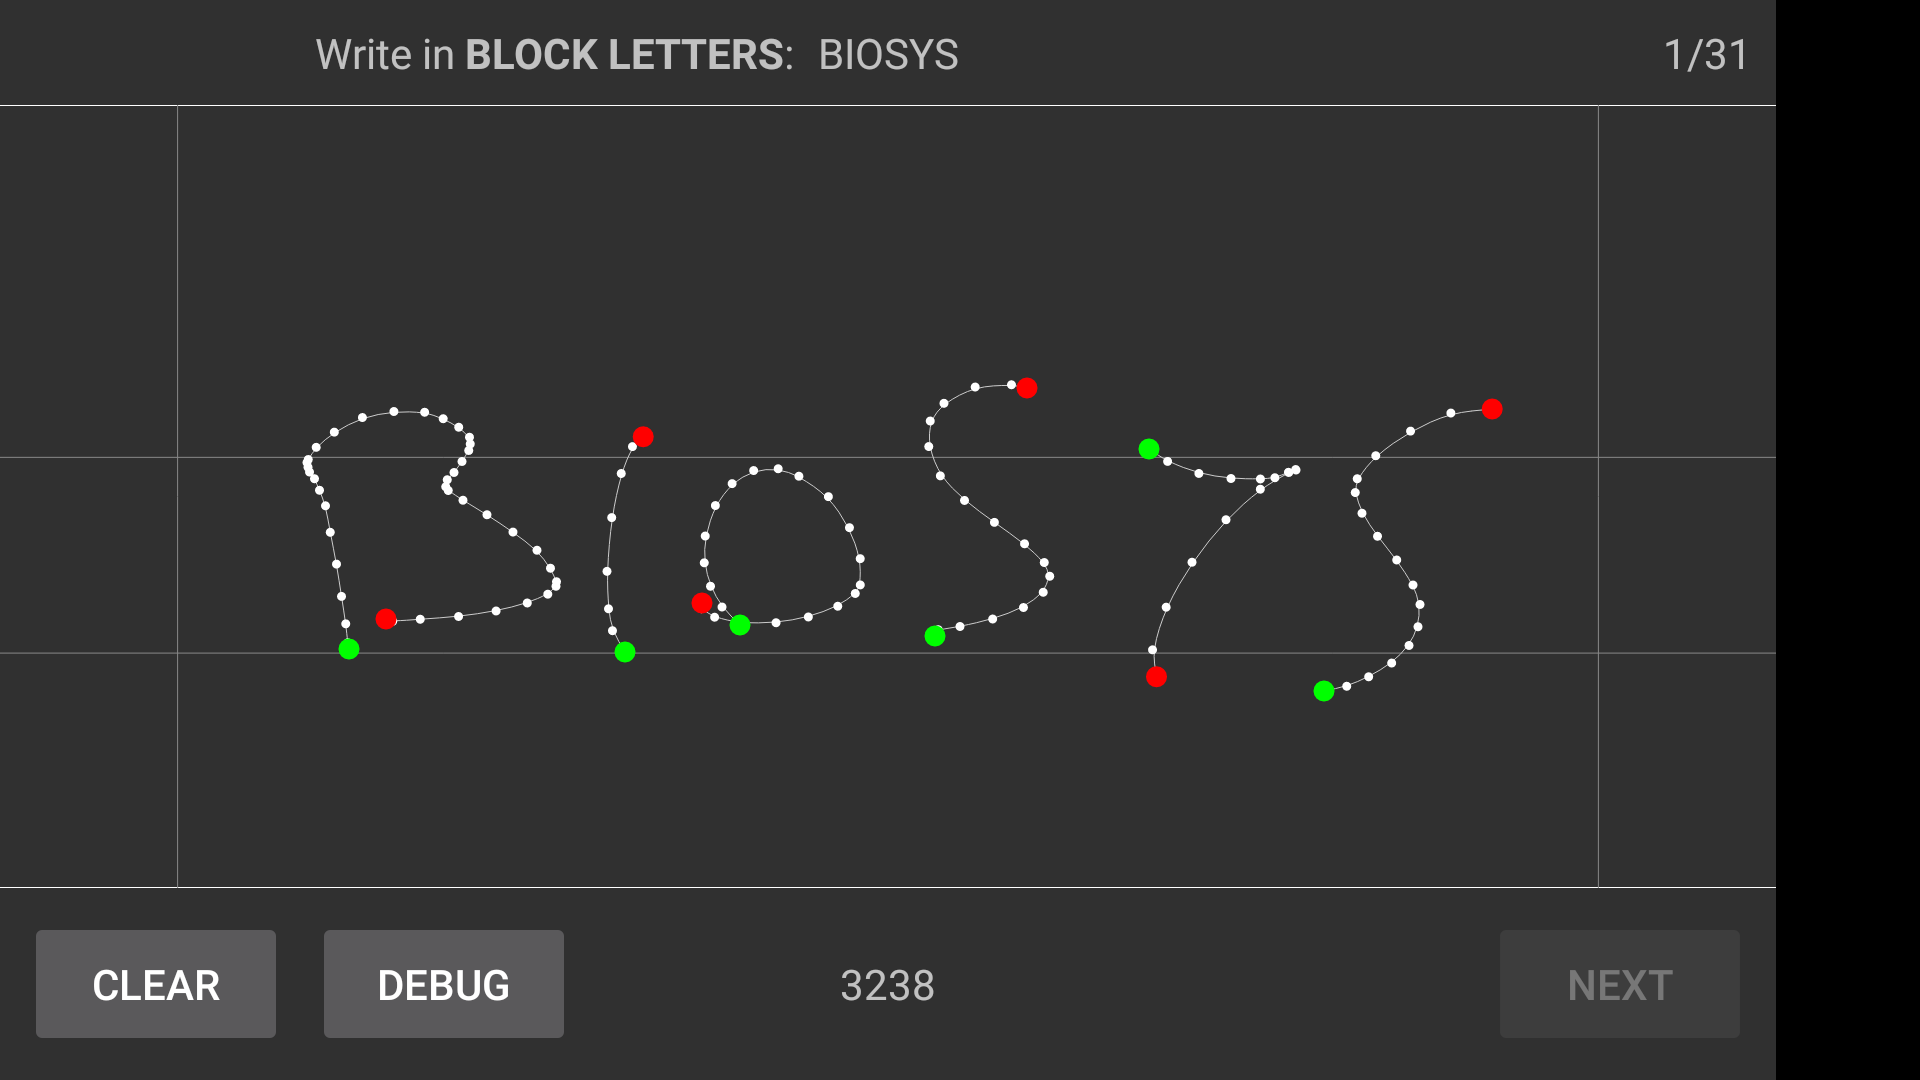 Write in BLOCK LETTERS: BIOSYS 1/31
BIOSYS
CLEAR DEBUG 3238 NEXT